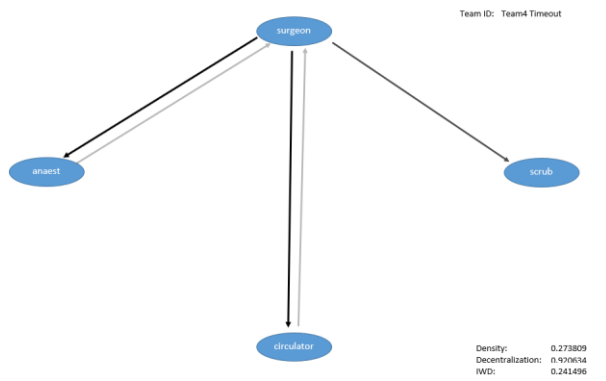 Team ID: Team4 Timeout
surgeon
anaest
scrub
circulator
Density: 0.273809
Decentralization: 0.920634
IWD: 0.241496